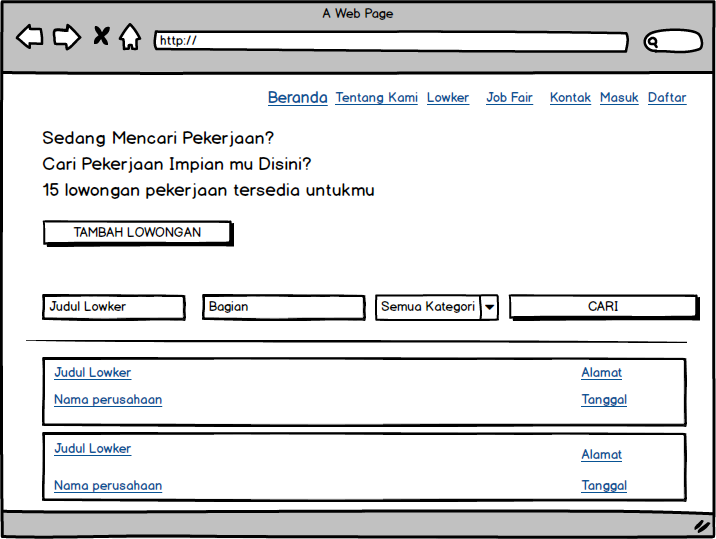 A Web Page
http://
Beranda Tentang Kami Lowker Job Fair Kontak Masuk Daftar
Sedang Mencari Pekerjaan?
Cari Pekerjaan Impian mu Disini?
15 lowongan pekerjaan tersedia untukmu
TAMBAH LOWONGAN
Judul Lowker Bagian Semua Kategori CARI
Judul Lowker Alamat
Nama perusahaan Tanggal
Judul Lowker Alamat
Nama perusahaan Tanggal